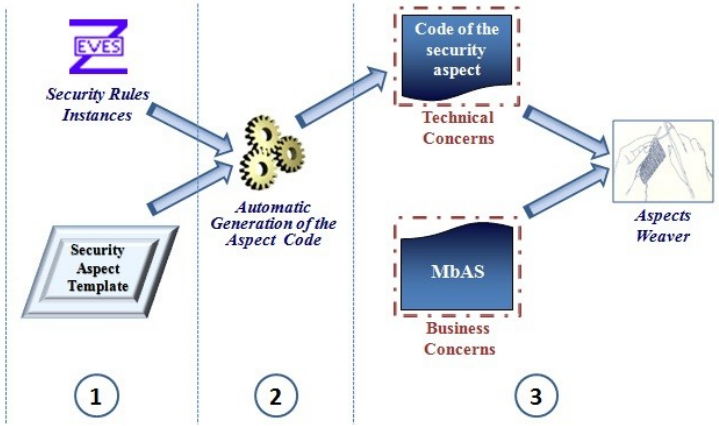 EVES
Security Rules
Instances
Security
Aspect
Template
1
Automatic
Generation of the
Aspect Code
2
Code of the
security
aspect
Technical
Concerns
MbAS
Business
Concerns
Aspects
Weaver
3